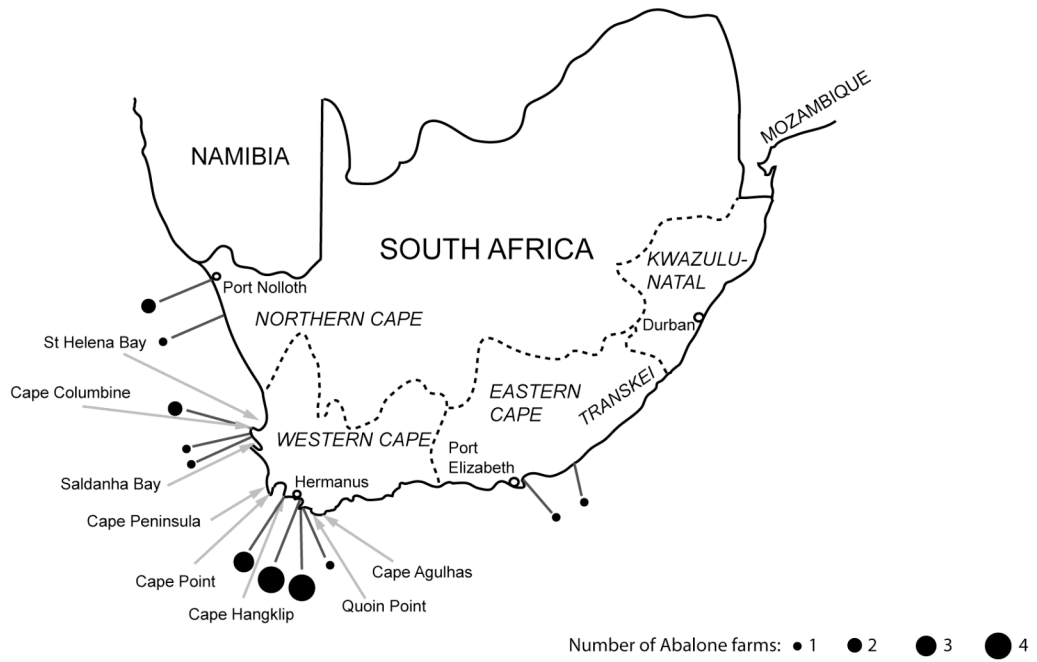 MOZAMBIQUE
NAMIBIA
SOUTH AFRICA
KWAZULU-
NATAL
Port Nolloth
NORTHERN CAPE
Durban
St Helena Bay
Cape Columbine
EASTERN
CAPE
TRANSKEI
WESTERN CAPE
Port
Elizabeth
Saldanha Bay
Hermanus
Cape Peninsula
Cape Point
Cape Agulhas
Cape Hangklip
Quoin Point
Number of Abalone farms: 1 2 3 4